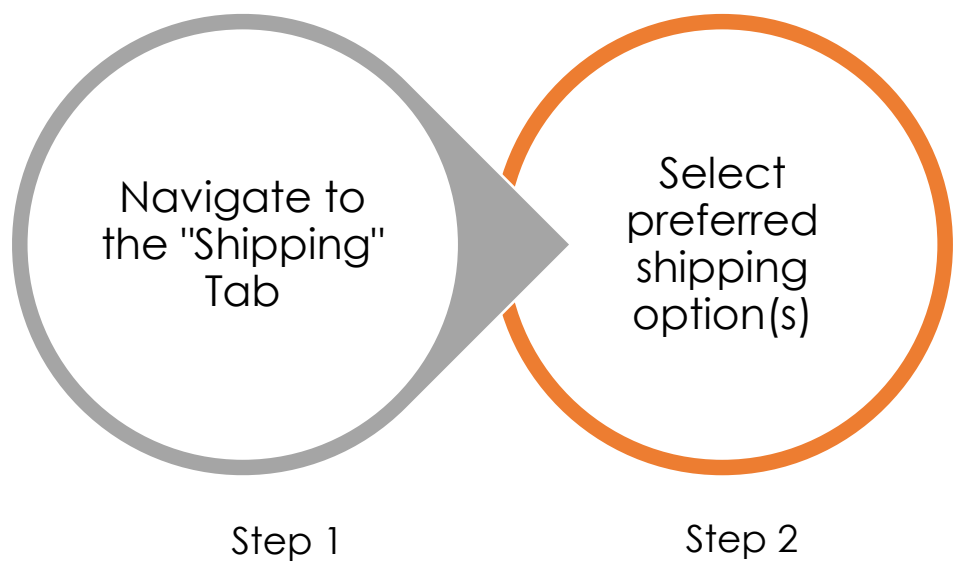 Navigate to
the "Shipping"
Tab
Select
preferred
shipping
option(s)
Step 1
Step 2